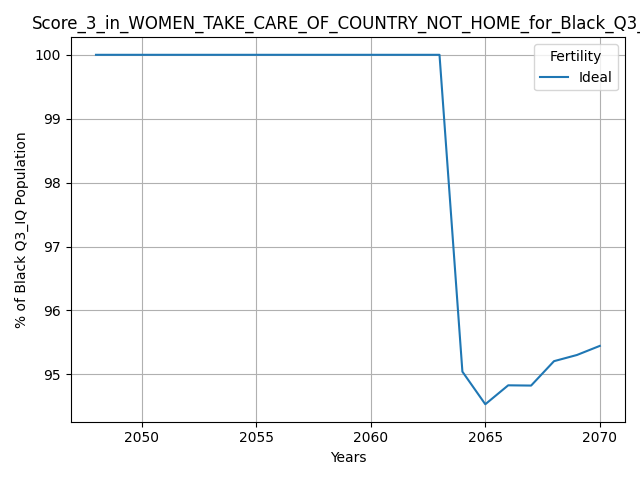 Score_3_in_WOMEN_TAKE_CARE_OF_COUNTRY_NOT_HOME_for_Black_Q3_
Fertility
Ideal
% of Black Q3_IQ Population
100
99
98
97
96
95
2050
2055
2060
2065
2070
Years